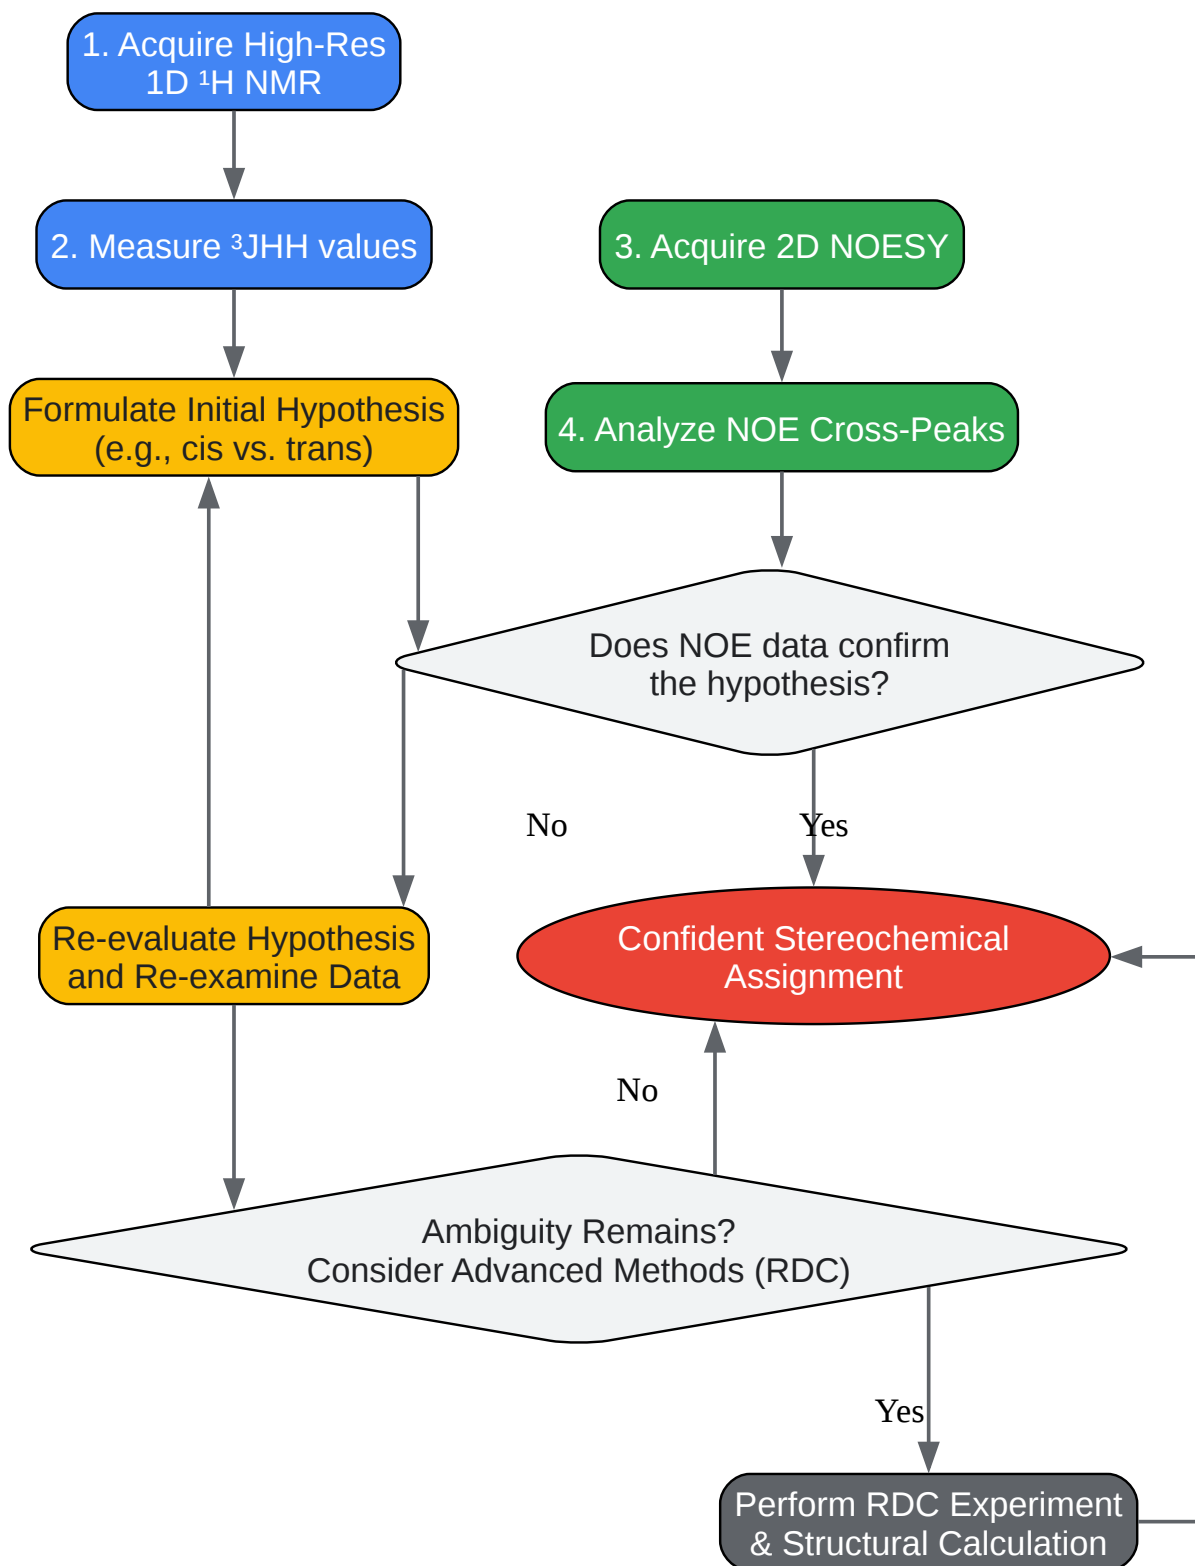 1. Acquire High-Res
1D ¹H NMR
2. Measure ³JHH values
3. Acquire 2D NOESY
Formulate Initial Hypothesis
(e.g., cis vs. trans)
4. Analyze NOE Cross-Peaks
Does NOE data confirm
the hypothesis?
No
Yes
Re-evaluate Hypothesis
and Re-examine Data
Confident Stereochemical
Assignment
No
Ambiguity Remains?
Consider Advanced Methods (RDC)
Yes
Perform RDC Experiment
& Structural Calculation